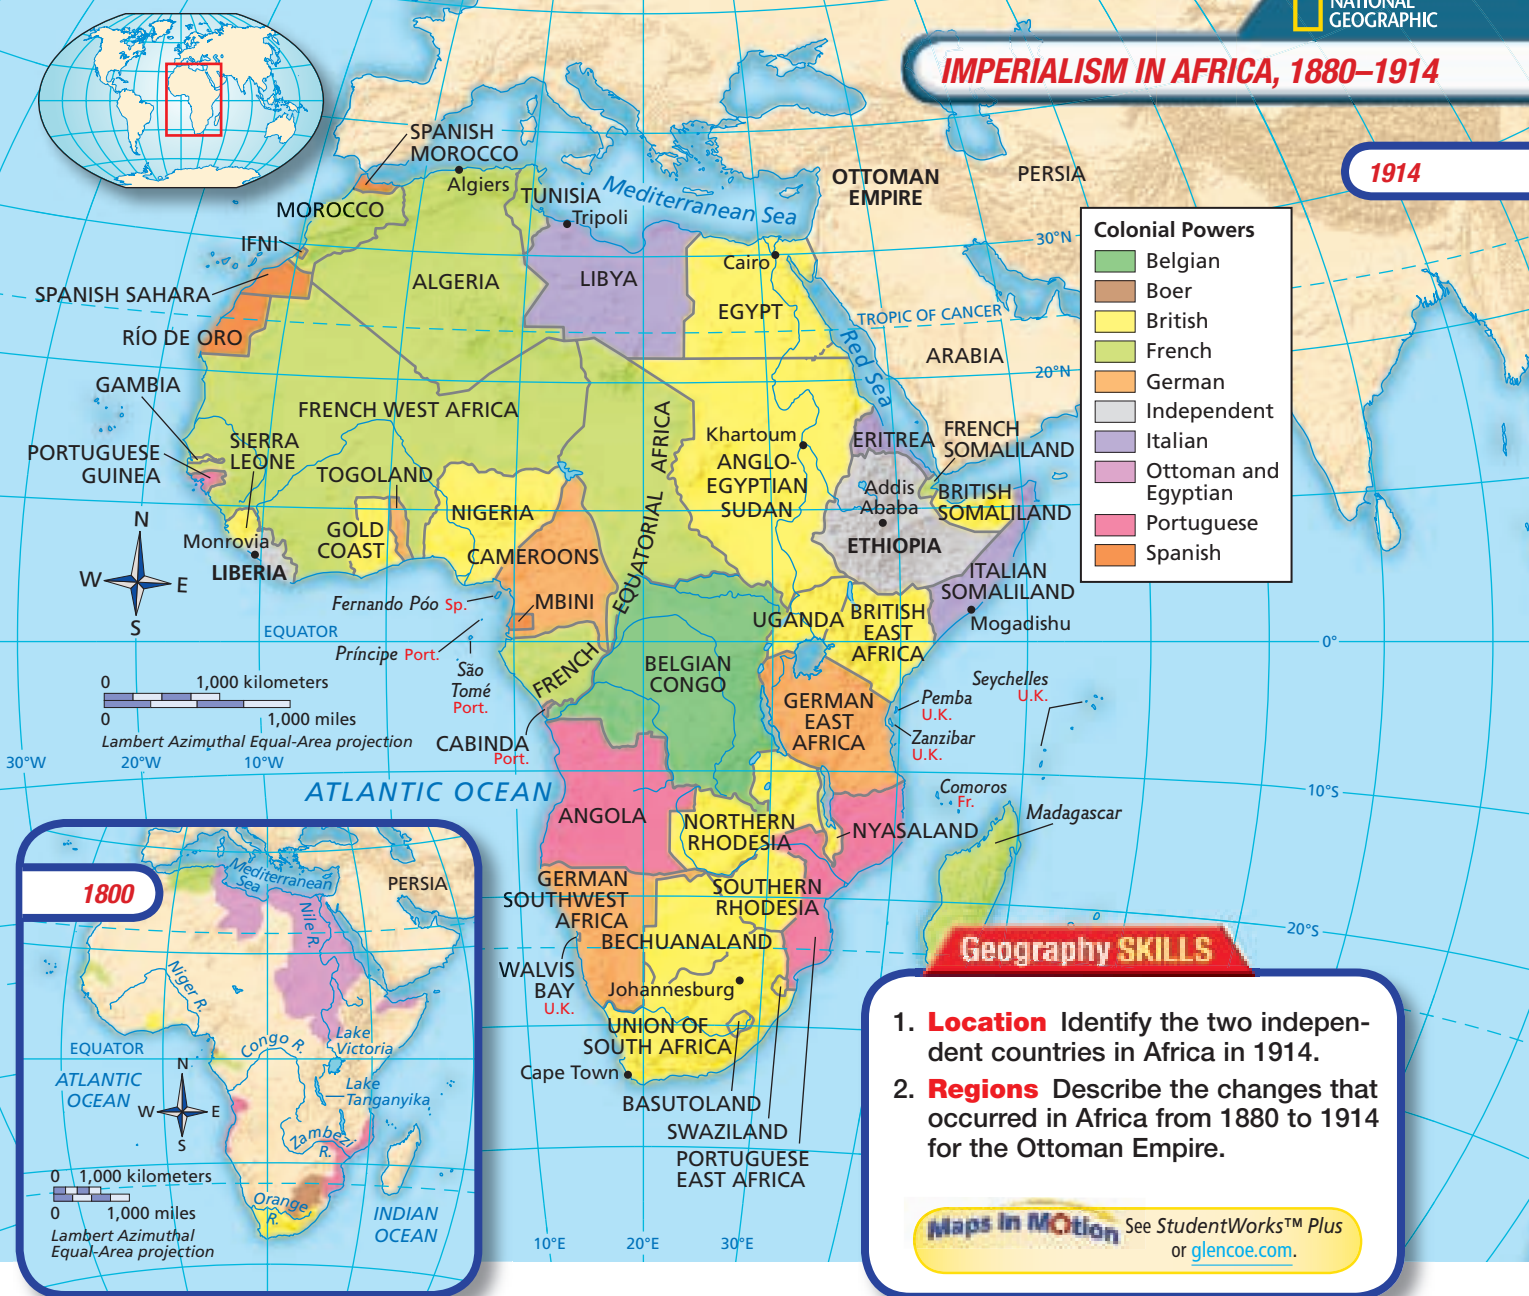 NATIONAL
GEOGRAPHIC
IMPERIALISM IN AFRICA, 1880–1914
1914
SPANISH
MOROCCO
Algiers
TUNISIA
Tripoli
Mediterranean Sea
OTTOMAN
EMPIRE
PERSIA
MOROCCO
IFNI
ALGERIA
LIBYA
Cairo
EGYPT
30°N
SPANISH SAHARA
RÍO DE ORO
TROPIC OF CANCER
Red Sea
ARABIA
20°N
Colonial Powers
Belgian
Boer
British
French
German
Independent
Italian
Ottoman and
Egyptian
Portuguese
Spanish
GAMBIA
FRENCH WEST AFRICA
PORTUGUESE
GUINEA
SIERRA
LEONE
TOGOLAND
Khartoum
ANGLO-
EGYPTIAN
SUDAN
ERITREA
FRENCH
SOMALILAND
Addis
Ababa
BRITISH
SOMALILAND
N
W
E
S
Monrovia
LIBERIA
GOLD
COAST
NIGERIA
CAMEROONS
FRENCH EQUATORIAL AFRICA
ETHIOPIA
ITALIAN
SOMALILAND
Mogadishu
Fernando Póo Sp.
MBINI
UGANDA
BRITISH
EAST
AFRICA
EQUATOR
0°
Príncipe Port.
São
Tomé
Port.
BELGIAN
CONGO
0 1,000 kilometers
0 1,000 miles
Lambert Azimuthal Equal-Area projection
GERMAN
EAST
AFRICA
Pemba
U.K.
Seychelles
U.K.
Zanzibar
U.K.
CABINDA
Port.
30°W
20°W
10°W
ATLANTIC OCEAN
10°S
Comoros
Fr.
Madagascar
ANGOLA
NORTHERN
RHODESIA
NYASALAND
GERMAN
SOUTHWEST
AFRICA
SOUTHERN
RHODESIA
BECHUANALAND
20°S
WALVIS
BAY
U.K.
Johannesburg
UNION OF
SOUTH AFRICA
Cape Town
BASUTOLAND
SWAZILAND
PORTUGUESE
EAST AFRICA
10°E
20°E
30°E
1800
Mediterranean
Sea
PERSIA
Nile R.
Niger R.
EQUATOR
Congo R.
Lake
Victoria
ATLANTIC
OCEAN
N
W
E
S
Lake
Tanganyika
Zambezi
R.
0 1,000 kilometers
0 1,000 miles
Lambert Azimuthal
Equal-Area projection
Orange
R.
INDIAN
OCEAN
Geography SKILLS
1. Location Identify the two indepen-
dent countries in Africa in 1914.
2. Regions Describe the changes that
occurred in Africa from 1880 to 1914
for the Ottoman Empire.
Maps In MOtion
See StudentWorks™ Plus
or glencoe.com.